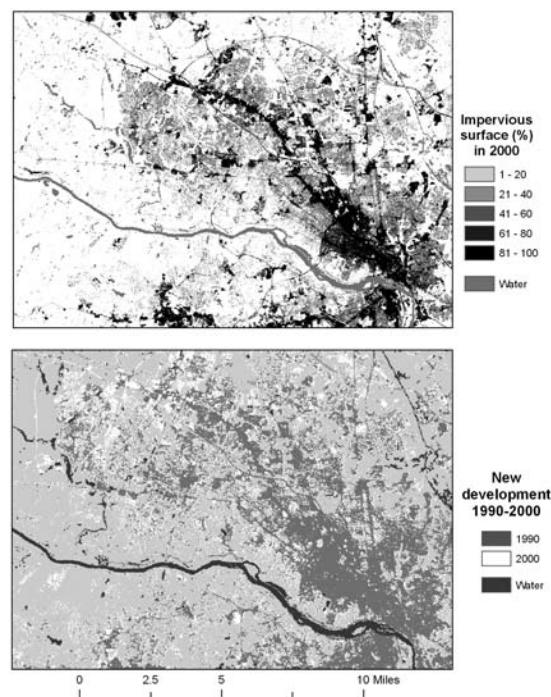 Impervious
surface (%)
in 2000
1 - 20
21 - 40
41 - 60
61 - 80
81 - 100
Water
New
development
1990-2000
1990
2000
Water
0 2.5 5 10 Miles